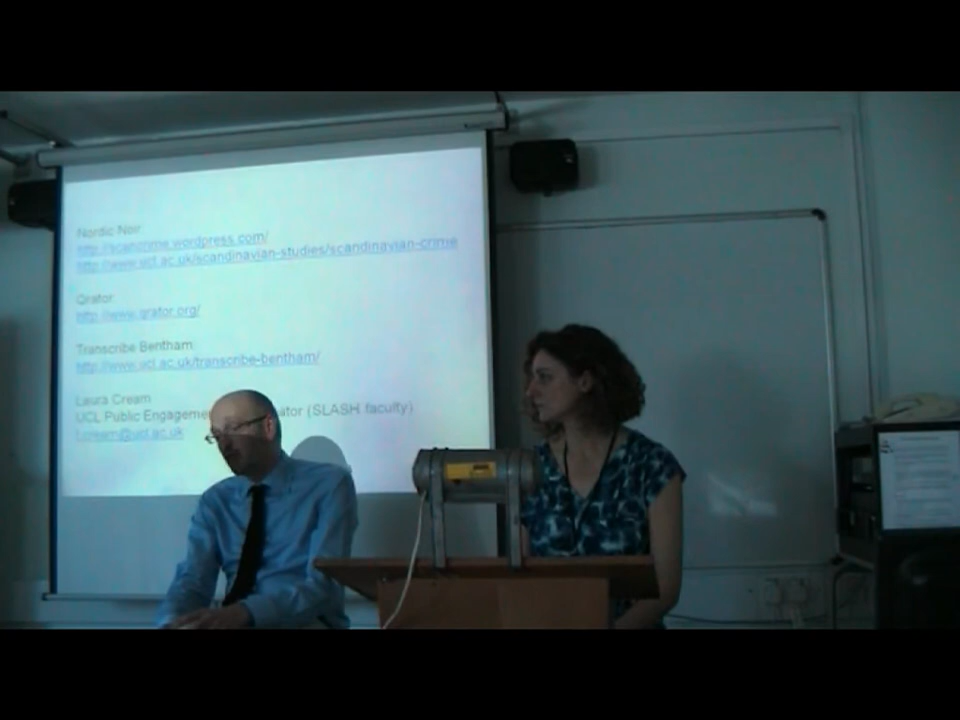 Nordic Noir:
http://scancrime.wordpress.com/
http://www.ucl.ac.uk/scandinavian-studies/scandinavian-crime
Qrator:
http://www.qrator.org/
Transcribe Bentham:
http://www.ucl.ac.uk/transcribe-bentham/
Laura Cream
UCL Public Engagement (SLASH faculty)
l.cream@ucl.ac.uk